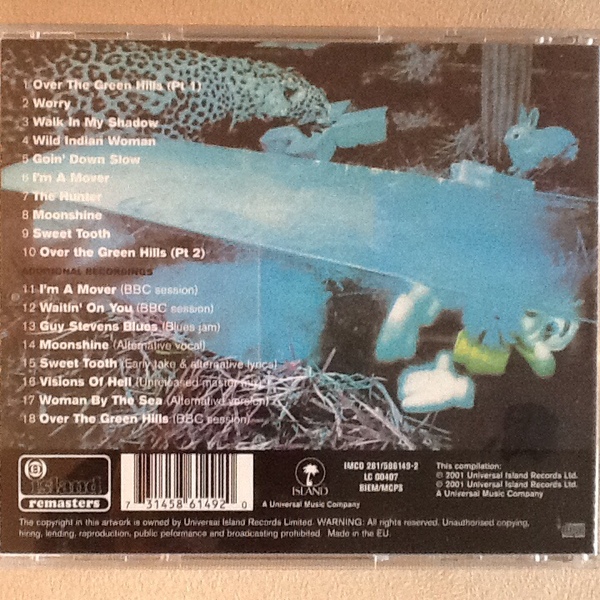 1 Over The Green Hills (Pt 1)
2 Worry
3 Walk In My Shadow
4 Wild Indian Woman
5 Goin' Down Slow
6 I'm A Mover
7 The Hunter
8 Moonshine
9 Sweet Tooth
10 Over the Green Hills (Pt 2)
ADDITIONAL RECORDINGS
11 I'm A Mover (BBC session)
12 Waitin' On You (BBC session)
13 Guy Stevens Blues (Blues jam)
14 Moonshine (Alternative vocal)
15 Sweet Tooth (Early take & alternative lyrics)
16 Visions Of Hell (Unreleased master mix)
17 Woman By The Sea (Alternative version)
18 Over The Green Hills (BBC session)
island
remasters
7 31458 61492 0
ISLAND
A Universal Music Company
IMCD 281/586149-2
LC 00407
BIEM/MCPS
This compilation:
℗ 2001 Universal Island Records Ltd.
© 2001 Universal Island Records Ltd.
A Universal Music Company
The copyright in this artwork is owned by Universal Island Records Limited. WARNING: All rights reserved. Unauthorised copying,
hiring, lending, reproduction, public peformance and broadcasting prohibited. Made in the EU.